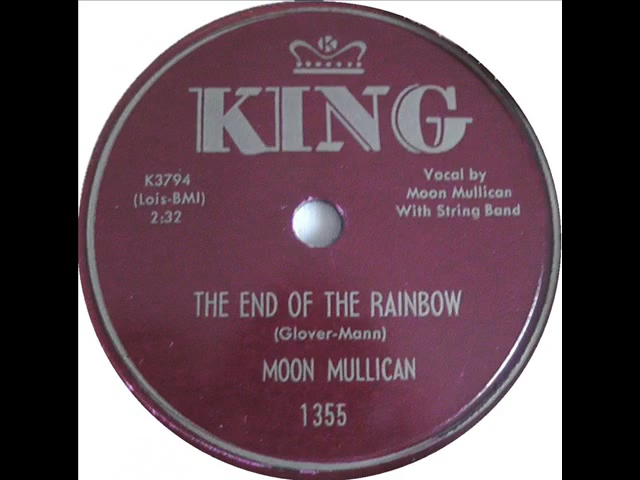 K
KING
K3794
(Lois-BMI)
2:32
Vocal by
Moon Mullican
With String Band
THE END OF THE RAINBOW
(Glover-Mann)
MOON MULLICAN
1355